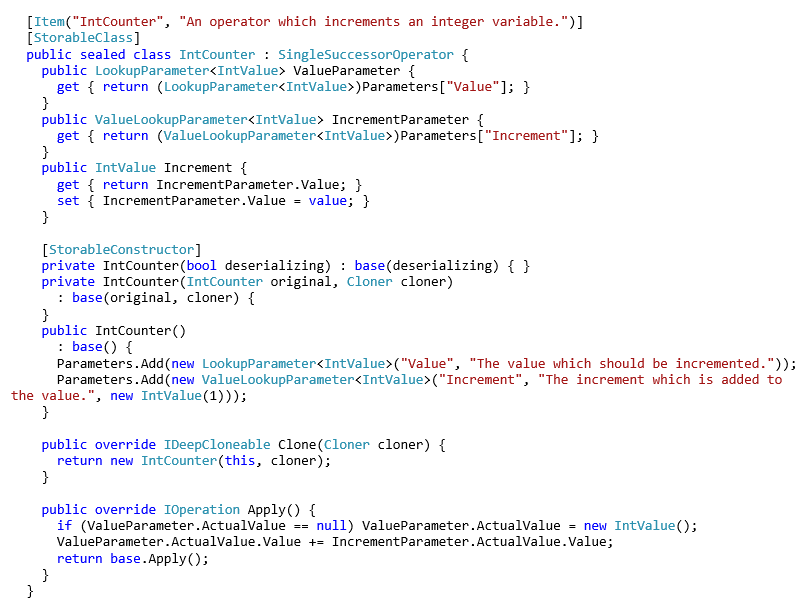 [Item("IntCounter", "An operator which increments an integer variable.")]
[StorableClass]
public sealed class IntCounter : SingleSuccessorOperator {
public LookupParameter<IntValue> ValueParameter {
get { return (LookupParameter<IntValue>)Parameters["Value"]; }
}
public ValueLookupParameter<IntValue> IncrementParameter {
get { return (ValueLookupParameter<IntValue>)Parameters["Increment"]; }
}
public IntValue Increment {
get { return IncrementParameter.Value; }
set { IncrementParameter.Value = value; }
}
[StorableConstructor]
private IntCounter(bool deserializing) : base(deserializing) { }
private IntCounter(IntCounter original, Cloner cloner)
: base(original, cloner) {
}
public IntCounter()
: base() {
Parameters.Add(new LookupParameter<IntValue>("Value", "The value which should be incremented."));
Parameters.Add(new ValueLookupParameter<IntValue>("Increment", "The increment which is added to
the value.", new IntValue(1)));
}
public override IDeepCloneable Clone(Cloner cloner) {
return new IntCounter(this, cloner);
}
public override IOperation Apply() {
if (ValueParameter.ActualValue == null) ValueParameter.ActualValue = new IntValue();
ValueParameter.ActualValue.Value += IncrementParameter.ActualValue.Value;
return base.Apply();
}
}